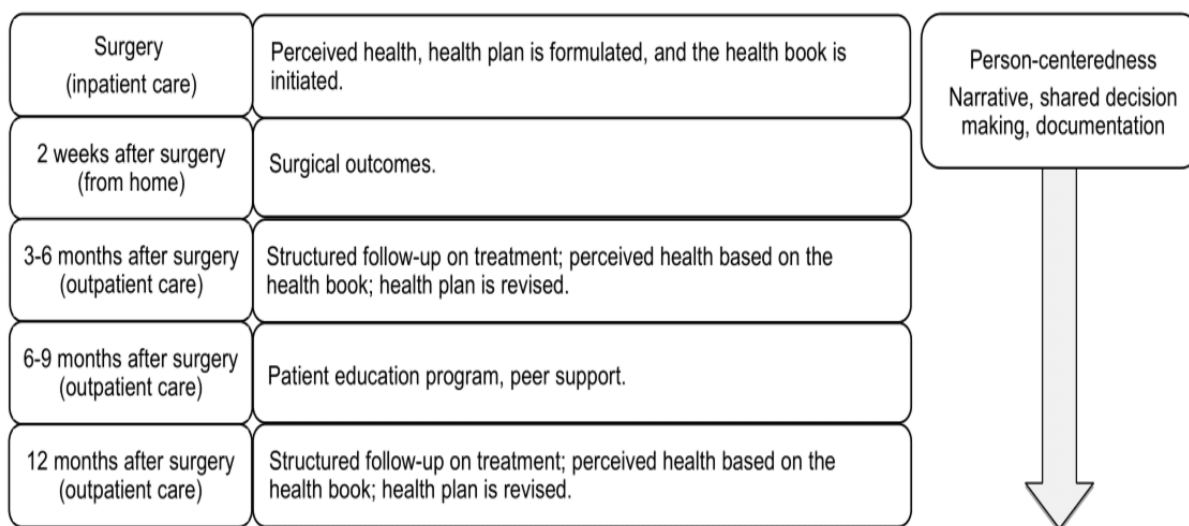 Surgery
(inpatient care)
Perceived health, health plan is formulated, and the health book is
initiated.
2 weeks after surgery
(from home)
Surgical outcomes.
3-6 months after surgery
(outpatient care)
Structured follow-up on treatment; perceived health based on the
health book; health plan is revised.
6-9 months after surgery
(outpatient care)
Patient education program, peer support.
12 months after surgery
(outpatient care)
Structured follow-up on treatment; perceived health based on the
health book; health plan is revised.
Person-centeredness
Narrative, shared decision
making, documentation